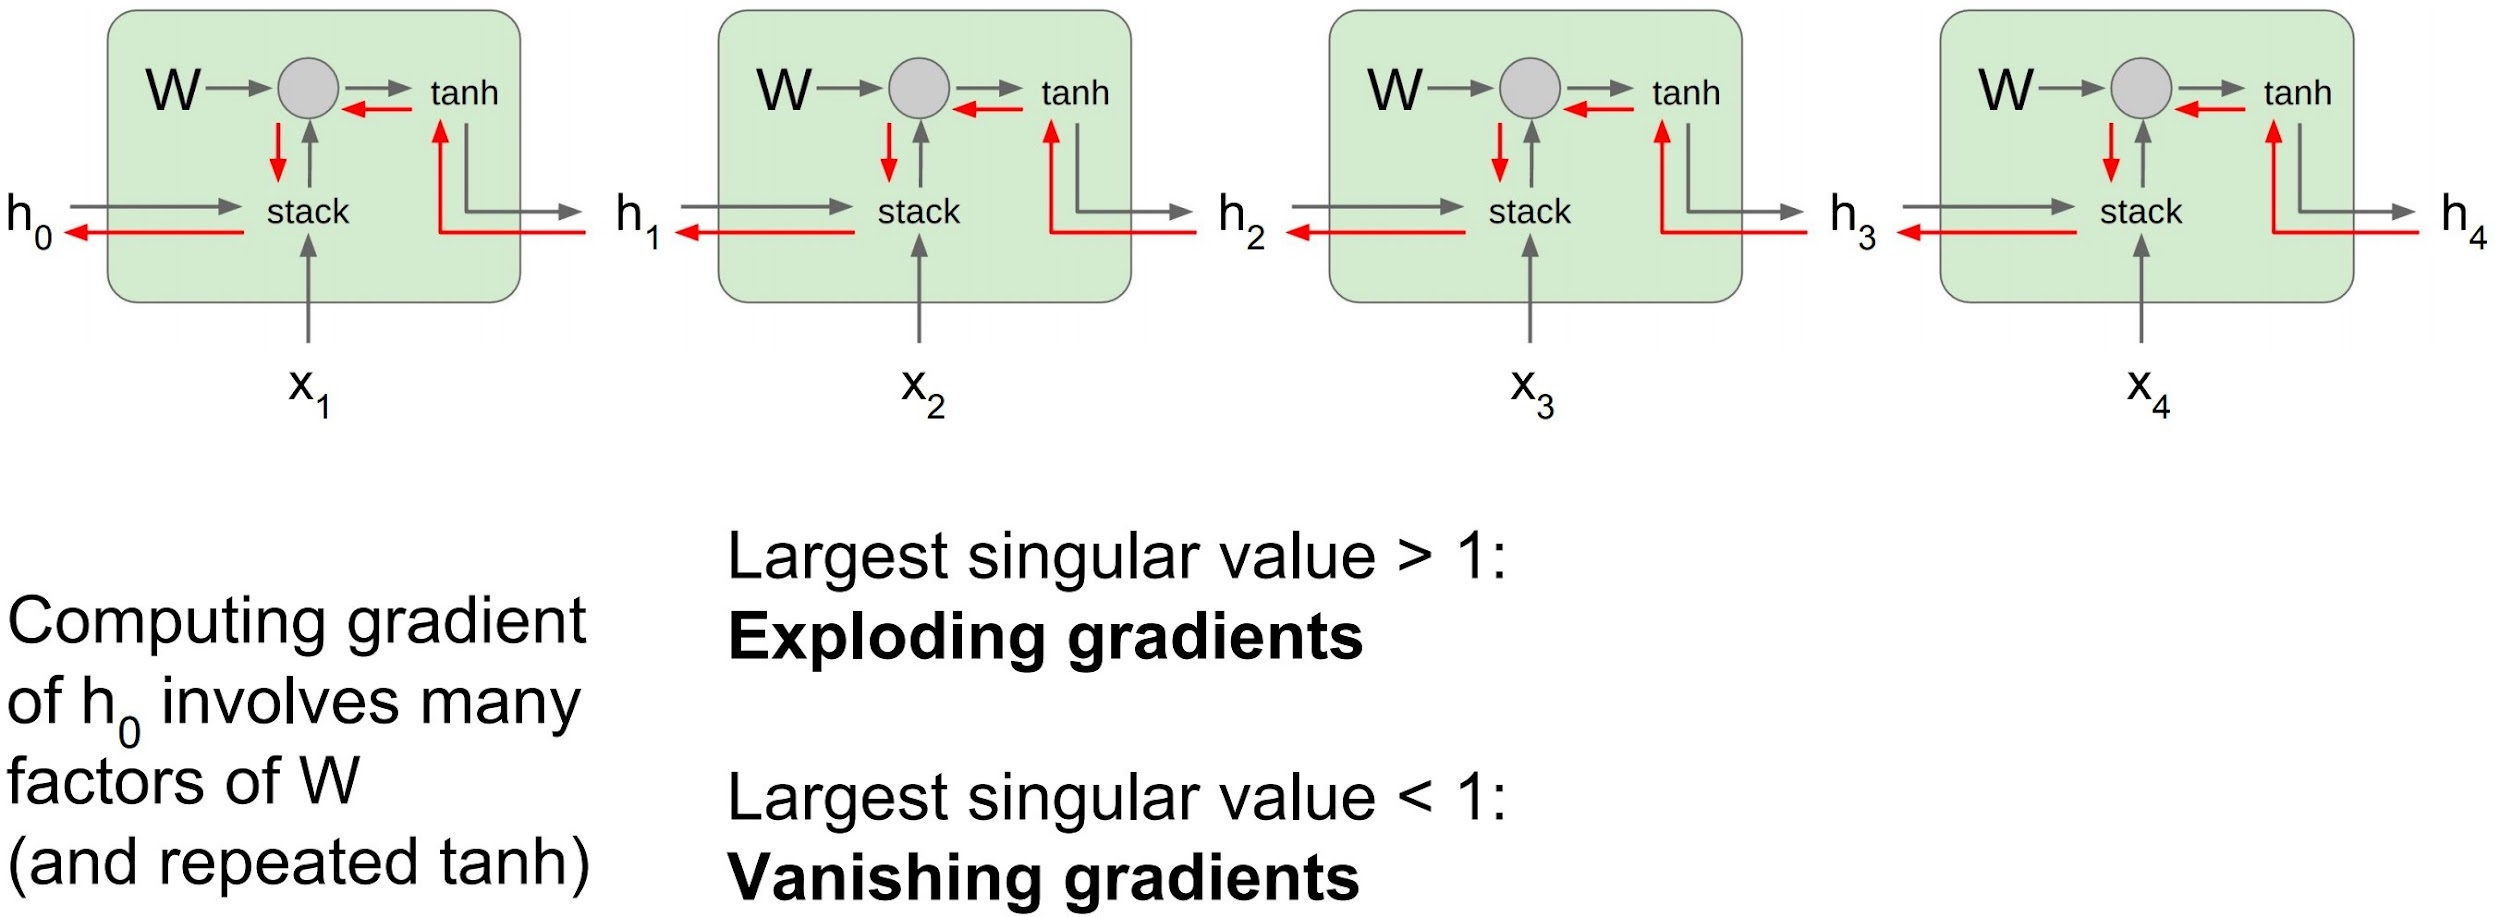 W tanh W tanh W tanh W tanh
h0 stack h1 stack h2 stack h3 stack h4
x1 x2 x3 x4
Computing gradient
of h0 involves many
factors of W
(and repeated tanh)
Largest singular value > 1:
Exploding gradients
Largest singular value < 1:
Vanishing gradients